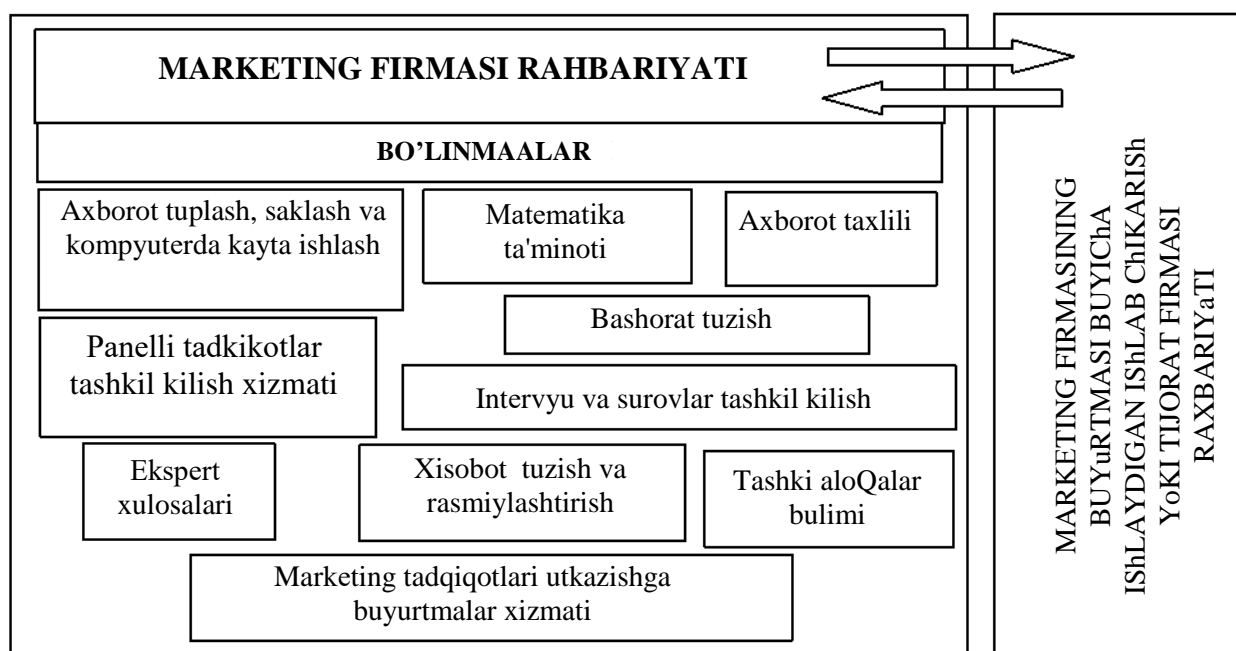 MARKETING FIRMASI RAHBARIYATI
BO’LINMAALAR
Axborot tuplash, saklash va
kompyuterda kayta ishlash
Matematika
ta'minoti
Axborot taxlili
Bashorat tuzish
Panelli tadkikotlar
tashkil kilish xizmati
Intervyu va surovlar tashkil kilish
Ekspert
xulosalari
Xisobot tuzish va
rasmiylashtirish
Tashki aloQalar
bulimi
Marketing tadqiqotlari utkazishga
buyurtmalar xizmati
MARKETING FIRMASINING
BUYuRTMASI BUYIChA
IShLAYDIGAN IShLAB ChIKARISh
YoKI TIJORAT FIRMASI
RAXBARIYaTI